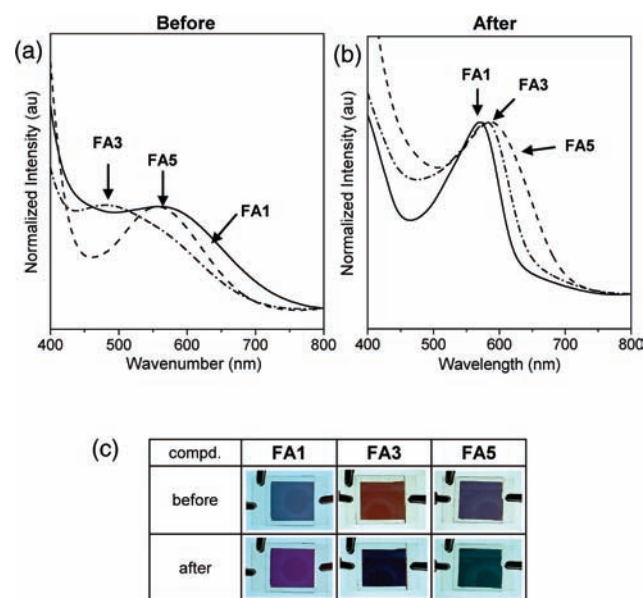 Before
(a)
FA3
FA5
FA1
Normalized Intensity (au)
400 500 600 700 800
Wavenumber (nm)
After
(b)
FA1
FA3
FA5
Normalized Intensity (au)
400 500 600 700 800
Wavelength (nm)
(c)
compd. FA1 FA3 FA5
before
after